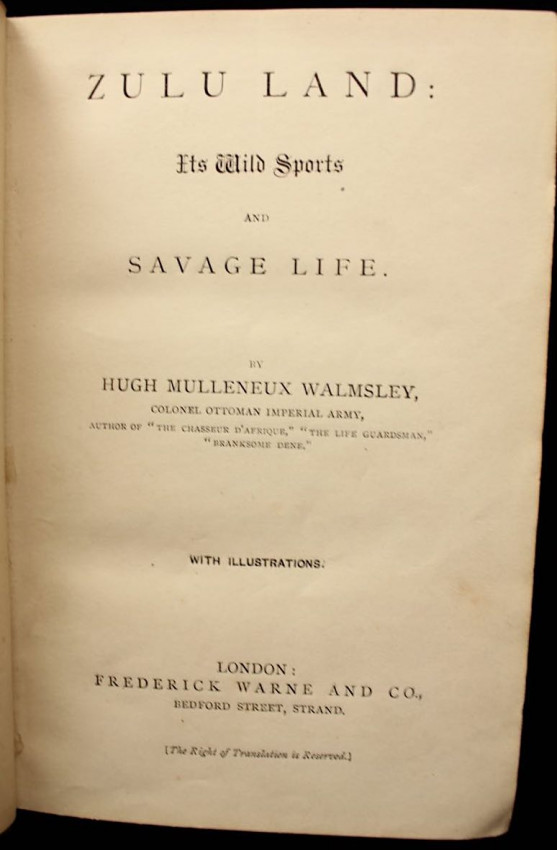 ZULU LAND:
Its Wild Sports
AND
SAVAGE LIFE.
BY
HUGH MULLENEUX WALMSLEY,
COLONEL OTTOMAN IMPERIAL ARMY,
AUTHOR OF "THE CHASSEUR D'AFRIQUE," "THE LIFE GUARDSMAN,"
"BRANKSOME DENE,"
WITH ILLUSTRATIONS.
LONDON:
FREDERICK WARNE AND CO.,
BEDFORD STREET, STRAND.
[The Right of Translation is Reserved.]